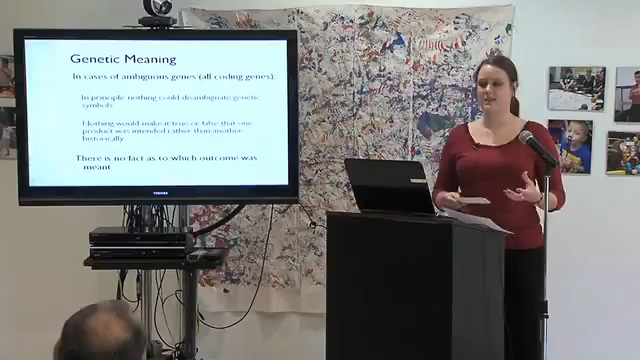 Genetic Meaning
In cases of ambiguous genes (all coding genes):
In principle nothing could disambiguate genetic
symbols
Nothing would make it true or false that one
product was intended rather than another
historically
There is no fact as to which outcome was
meant
TOSHIBA